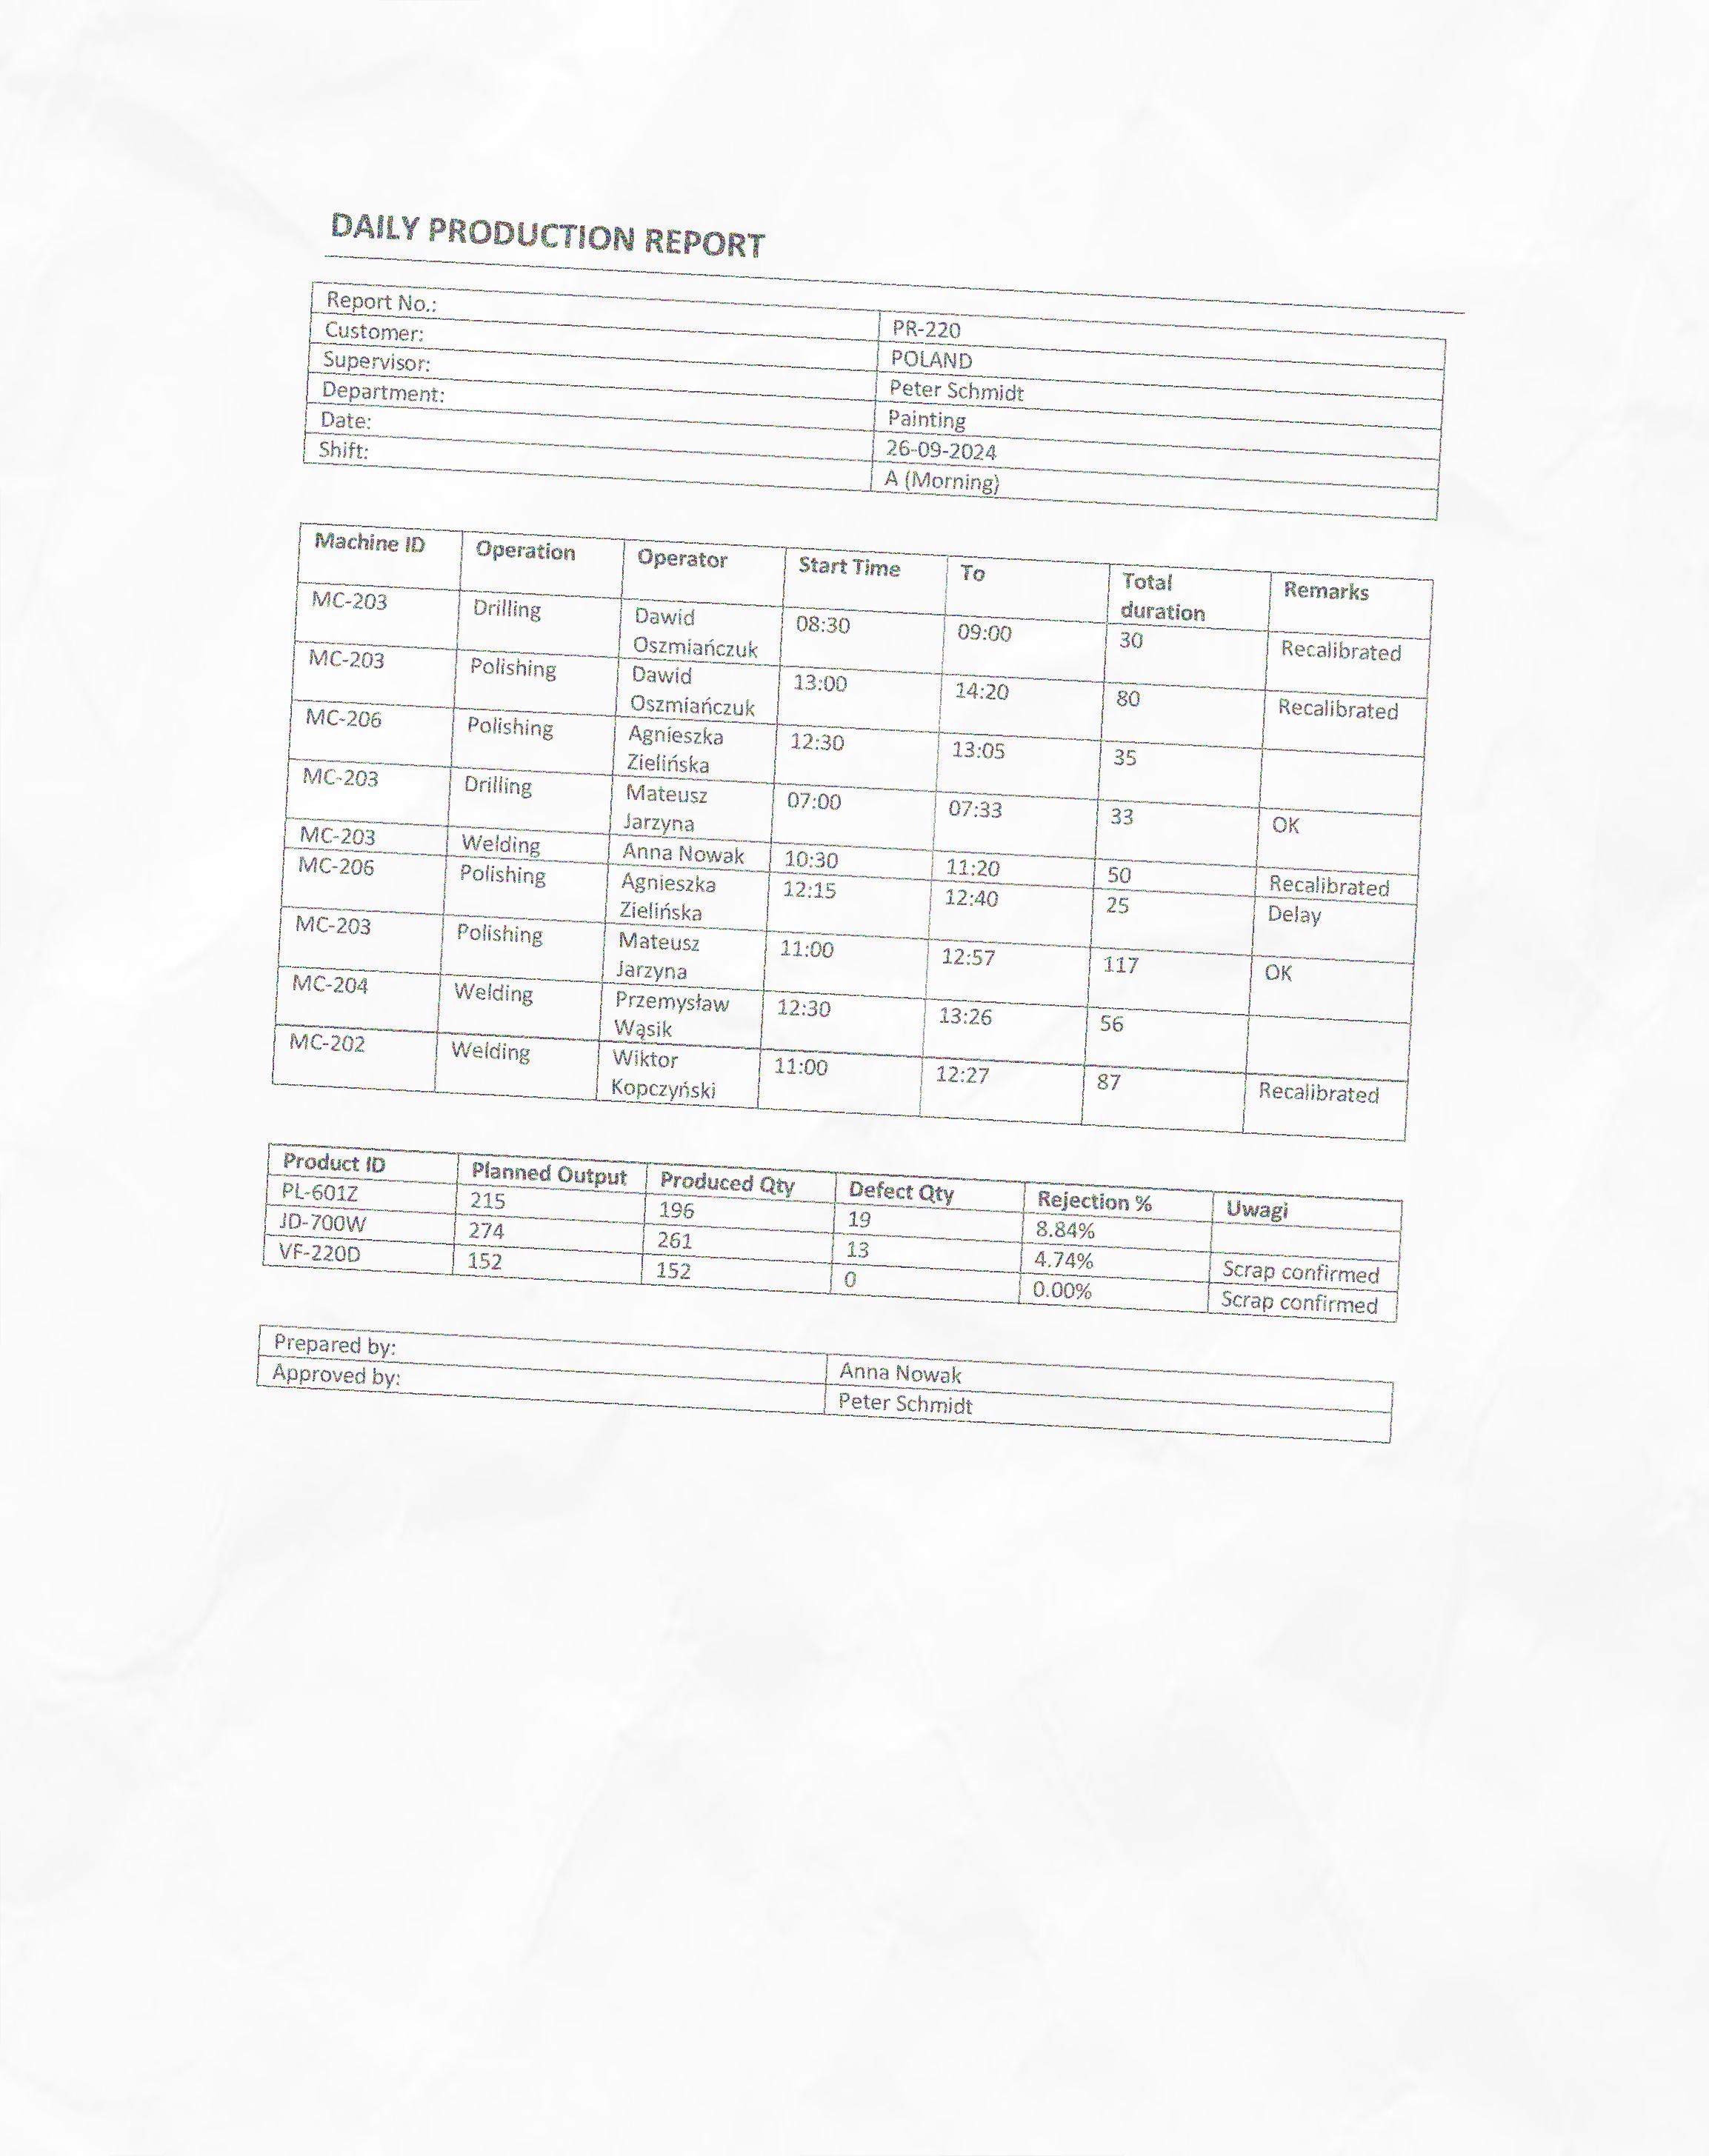 DAILY PRODUCTION REPORT
Report No.: PR-220
Customer: POLAND
Supervisor: Peter Schmidt
Department: Painting
Date: 26-09-2024
Shift: A (Morning)
Machine ID Operation Operator Start Time To Total duration Remarks
MC-203 Drilling Dawid Oszmiańczuk 08:30 09:00 30 Recalibrated
MC-203 Polishing Dawid Oszmiańczuk 13:00 14:20 80 Recalibrated
MC-206 Polishing Agnieszka Zielińska 12:30 13:05 35
MC-203 Drilling Mateusz Jarzyna 07:00 07:33 33 OK
MC-203 Welding Anna Nowak 10:30 11:20 50 Recalibrated
MC-206 Polishing Agnieszka Zielińska 12:15 12:40 25 Delay
MC-203 Polishing Mateusz Jarzyna 11:00 12:57 117 OK
MC-204 Welding Przemysław Wąsik 12:30 13:26 56
MC-202 Welding Wiktor Kopczyński 11:00 12:27 87 Recalibrated
Product ID Planned Output Produced Qty Defect Qty Rejection % Uwagi
PL-601Z 215 196 19 8.84%
JD-700W 274 261 13 4.74% Scrap confirmed
VF-220D 152 152 0 0.00% Scrap confirmed
Prepared by: Anna Nowak
Approved by: Peter Schmidt